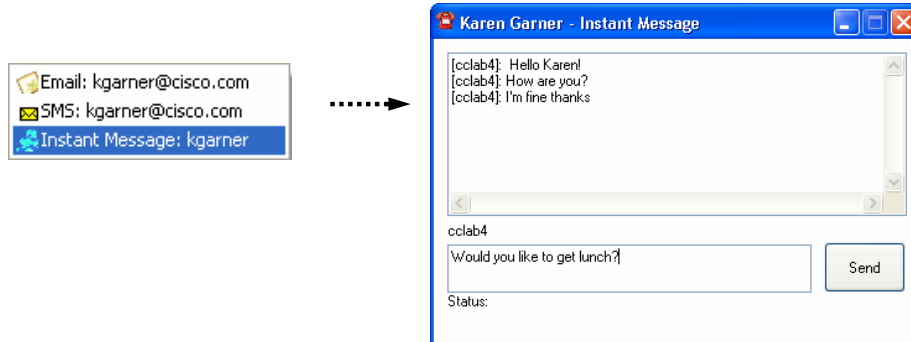 Email: kgarner@cisco.com
SMS: kgarner@cisco.com
Instant Message: kgarner
Karen Garner - Instant Message
[cclab4]:  Hello Karen!
[cclab4]: How are you?
[cclab4]: I'm fine thanks
cclab4
Would you like to get lunch?
Send
Status: